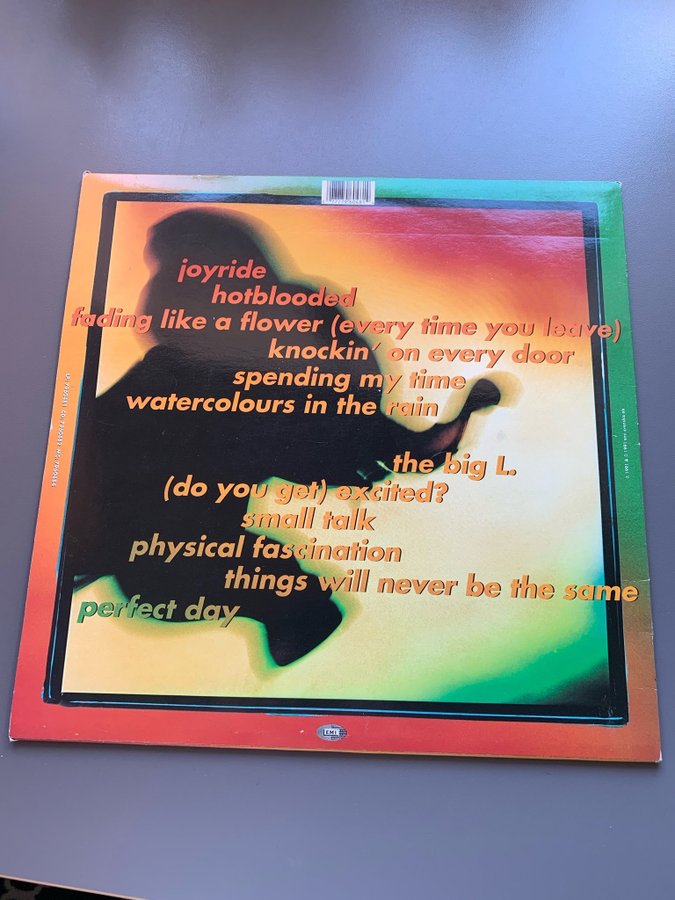 joyride
hotblooded
fading like a flower (every time you leave)
knockin' on every door
spending my time
watercolours in the rain
the big L.
(do you get) excited?
small talk
physical fascination
things will never be the same
perfect day
EMI